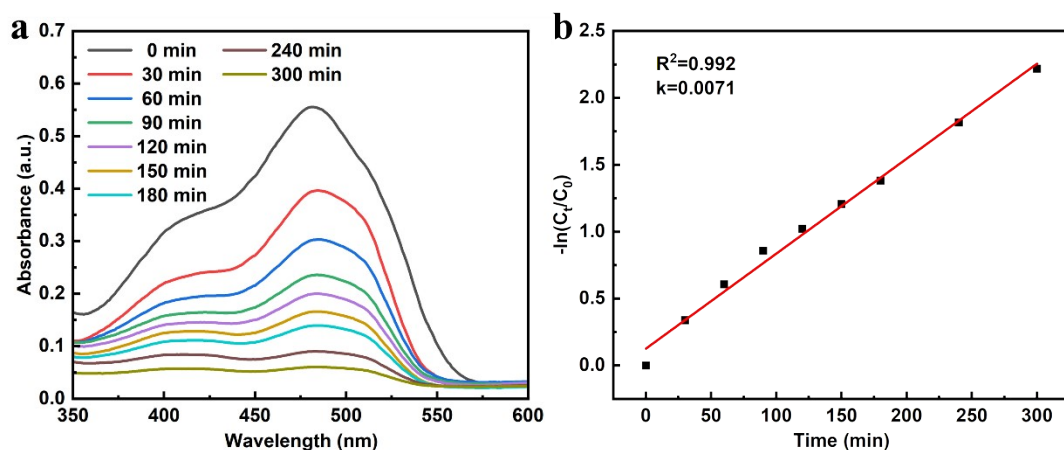 a
0.7
0.6
0.5
0.4
0.3
0.2
0.1
0.0
Absorbance (a.u.)
0 min
30 min
60 min
90 min
120 min
150 min
180 min
240 min
300 min
350 400 450 500 550 600
Wavelength (nm)
b
2.5
2.0
1.5
1.0
0.5
0.0
-ln(Cₜ/C₀)
R²=0.992
k=0.0071
0 50 100 150 200 250 300
Time (min)